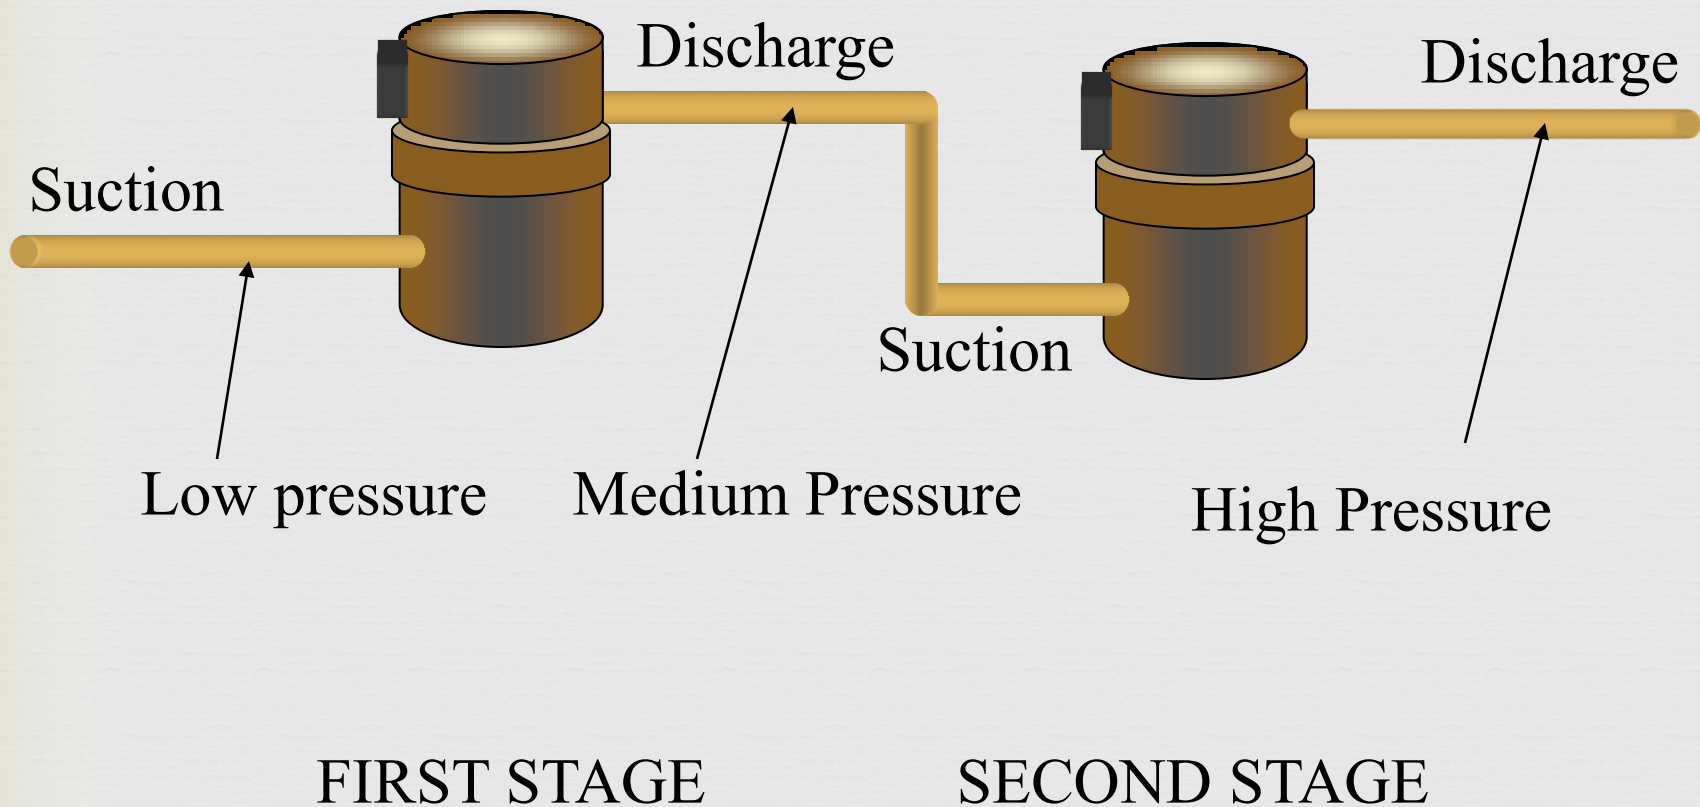 Discharge
Discharge
Suction
Suction
Low pressure
Medium Pressure
High Pressure
FIRST STAGE
SECOND STAGE